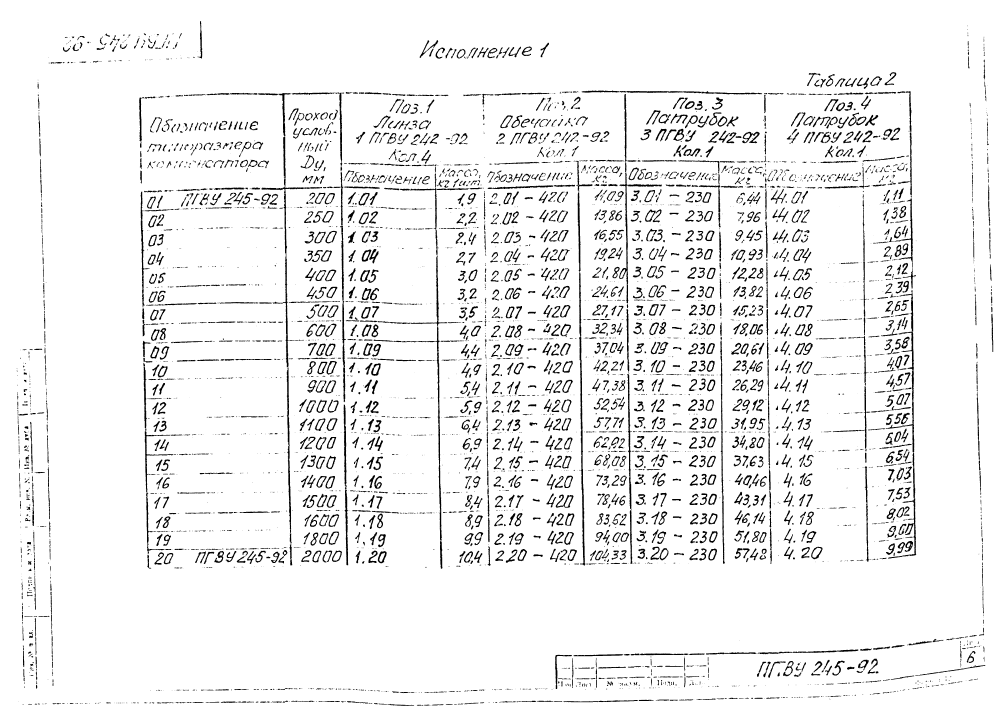 ПГВУ 245-92
Исполнение 1
Таблица 2
Обозначение типоразмера компенсатора
Проход условный Dу, мм
Поз. 1 Линза 1 ПГВУ 242-92 Кол. 4
Поз. 2 Обечайка 2 ПГВУ 242-92 Кол. 1
Поз. 3 Патрубок 3 ПГВУ 242-92 Кол. 1
Поз. 4 Патрубок 4 ПГВУ 242-92 Кол. 1
Обозначение Масса, кг 1 шт. Обозначение Масса, кг Обозначение Масса, кг Обозначение Масса, кг
01 ПГВУ 245-92 200 1.01 1,9 2.01-420 11,09 3.01-230 6,44 4.01 1,11
02 250 1.02 2,2 2.02-420 13,86 3.02-230 7,96 4.02 1,38
03 300 1.03 2,4 2.03-420 16,55 3.03.-230 9,45 4.03 1,64
04 350 1.04 2,7 2.04-420 19,24 3.04-230 10,93 4.04 2,89
05 400 1.05 3,0 2.05-420 21,80 3.05-230 12,28 4.05 2,12
06 450 1.06 3,2 2.06-420 24,61 3.06-230 13,82 4.06 2,39
07 500 1.07 3,5 2.07-420 27,17 3.07-230 15,23 4.07 2,65
08 600 1.08 4,0 2.08-420 32,34 3.08-230 18,06 4.08 3,14
09 700 1.09 4,4 2.09-420 37,04 3.09-230 20,61 4.09 3,58
10 800 1.10 4,9 2.10-420 42,21 3.10-230 23,46 4.10 4,07
11 900 1.11 5,4 2.11-420 47,38 3.11-230 26,29 4.11 4,57
12 1000 1.12 5,9 2.12-420 52,54 3.12-230 29,12 4.12 5,07
13 1100 1.13 6,4 2.13-420 57,71 3.13-230 31,95 4.13 5,56
14 1200 1.14 6,9 2.14-420 62,92 3.14-230 34,80 4.14 6,04
15 1300 1.15 7,4 2.15-420 68,08 3.15-230 37,63 4.15 6,54
16 1400 1.16 7,9 2.16-420 73,29 3.16-230 40,46 4.16 7,03
17 1500 1.17 8,4 2.17-420 78,46 3.17-230 43,31 4.17 7,53
18 1600 1.18 8,9 2.18-420 83,62 3.18-230 46,14 4.18 8,02
19 1800 1.19 9,9 2.19-420 94,00 3.19-230 51,80 4.19 9,00
20 ПГВУ 245-92 2000 1.20 10,4 2.20-420 104,33 3.20-230 57,48 4.20 9,99
ПГВУ 245-92
6